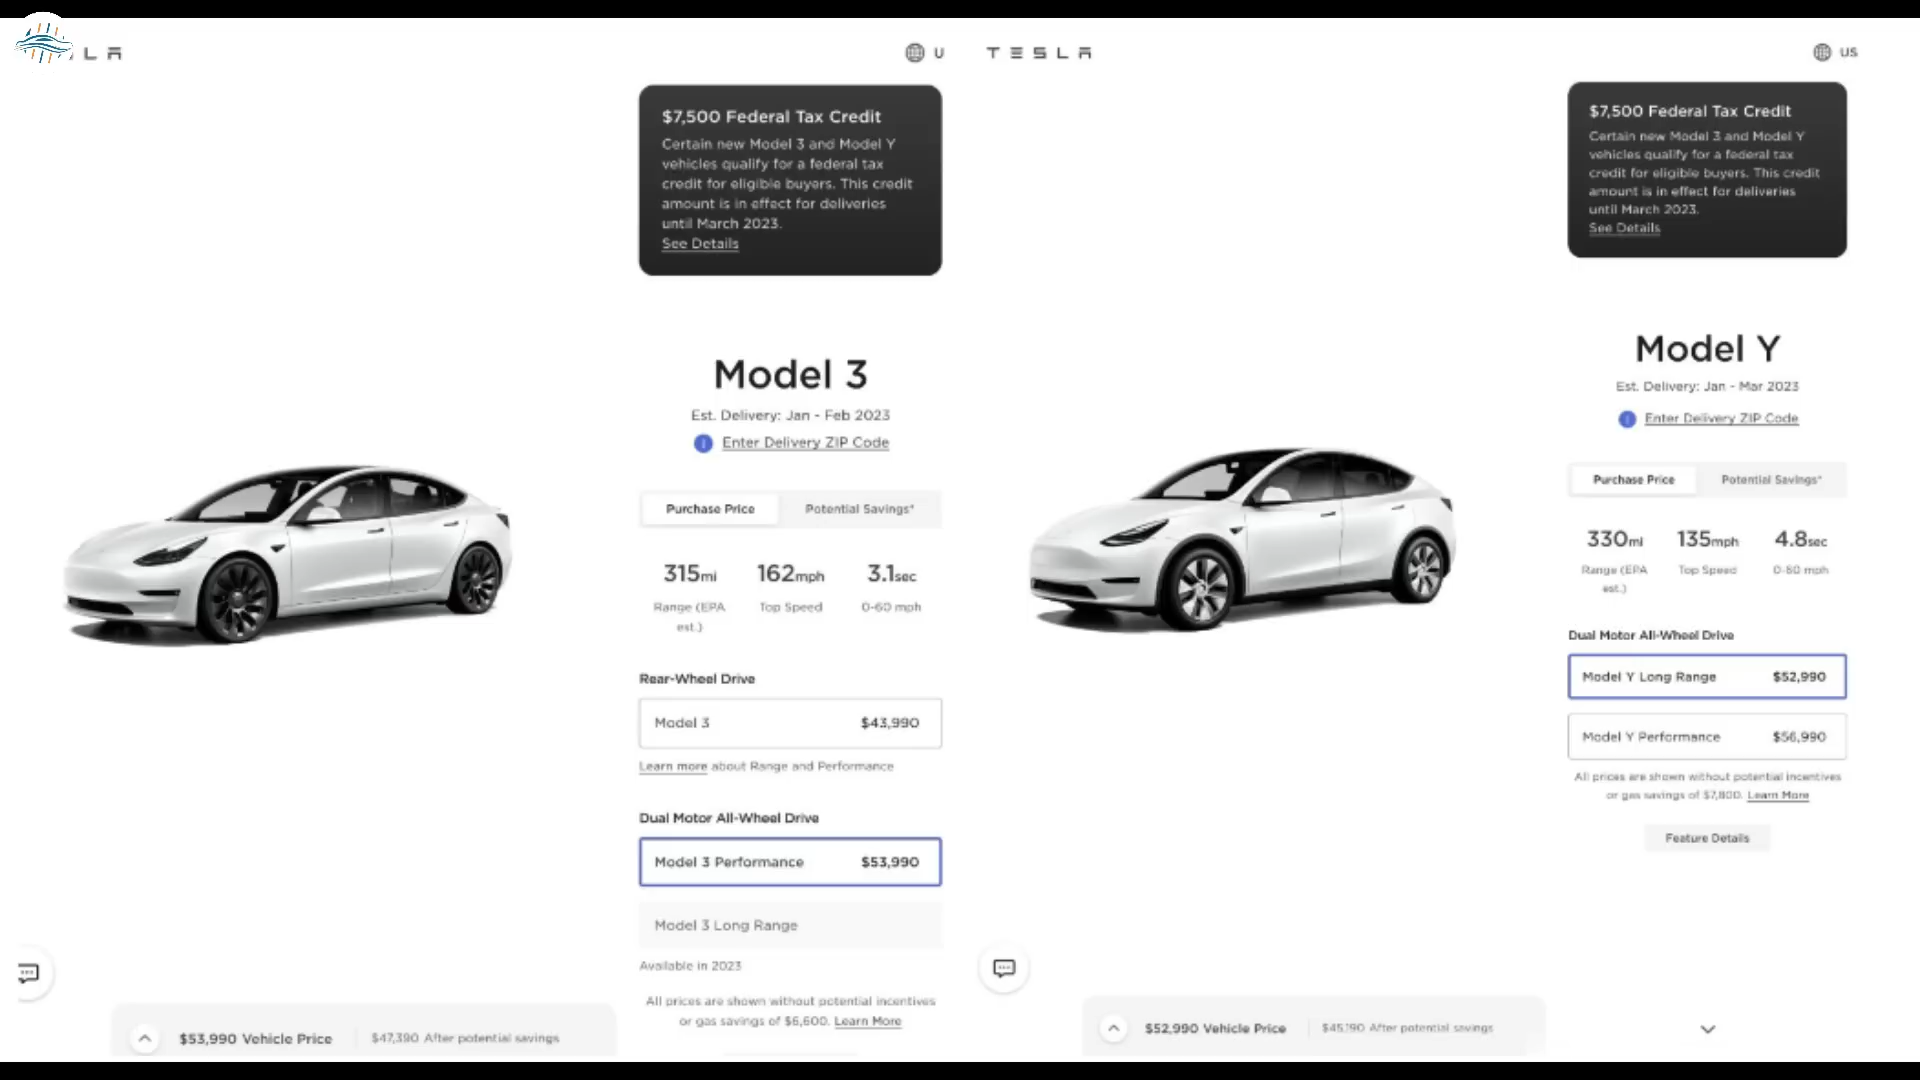 L A
U
$7,500 Federal Tax Credit
Certain new Model 3 and Model Y
vehicles qualify for a federal tax
credit for eligible buyers. This credit
amount is in effect for deliveries
until March 2023.
See Details
Model 3
Est. Delivery: Jan - Feb 2023
Enter Delivery ZIP Code
Purchase Price Potential Savings*
315mi 162mph 3.1sec
Range (EPA Top Speed 0-60 mph
est.)
Rear-Wheel Drive
Model 3 $43,990
Learn more about Range and Performance
Dual Motor All-Wheel Drive
Model 3 Performance $53,990
Model 3 Long Range
Available in 2023
All prices are shown without potential incentives
or gas savings of $6,600. Learn More
$53,990 Vehicle Price $47,390 After potential savings
TESLA
US
$7,500 Federal Tax Credit
Certain new Model 3 and Model Y
vehicles qualify for a federal tax
credit for eligible buyers. This credit
amount is in effect for deliveries
until March 2023.
See Details
Model Y
Est. Delivery: Jan - Mar 2023
Enter Delivery ZIP Code
Purchase Price Potential Savings*
330mi 135mph 4.8sec
Range (EPA Top Speed 0-60 mph
est.)
Dual Motor All-Wheel Drive
Model Y Long Range $52,990
Model Y Performance $56,990
All prices are shown without potential incentives
or gas savings of $7,800. Learn More
Feature Details
$52,990 Vehicle Price $45,190 After potential savings